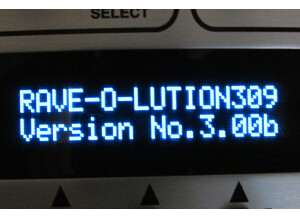 SELECT
RAVE-O-LUTION309
Version No.3.00b